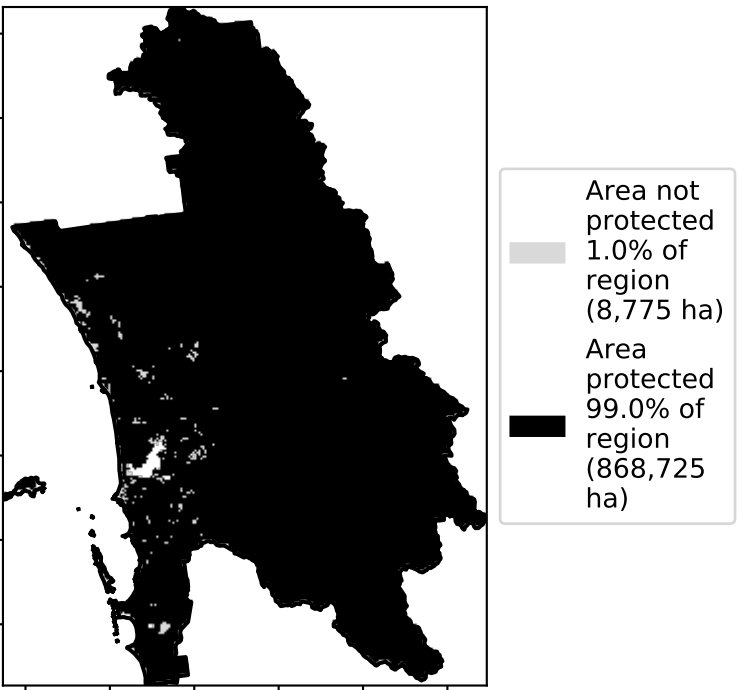 Area not
protected
1.0% of
region
(8,775 ha)
Area
protected
99.0% of
region
(868,725
ha)